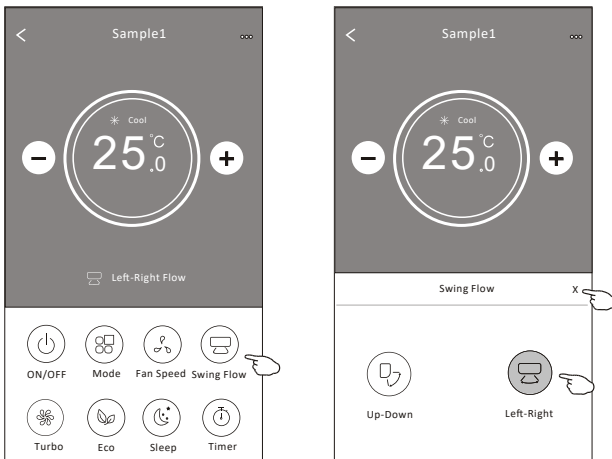 Sample1
Cool
25.0°C
Left-Right Flow
ON/OFF Mode Fan Speed Swing Flow
Turbo Eco Sleep Timer
Sample1
Cool
25.0°C
Swing Flow X
Up-Down Left-Right